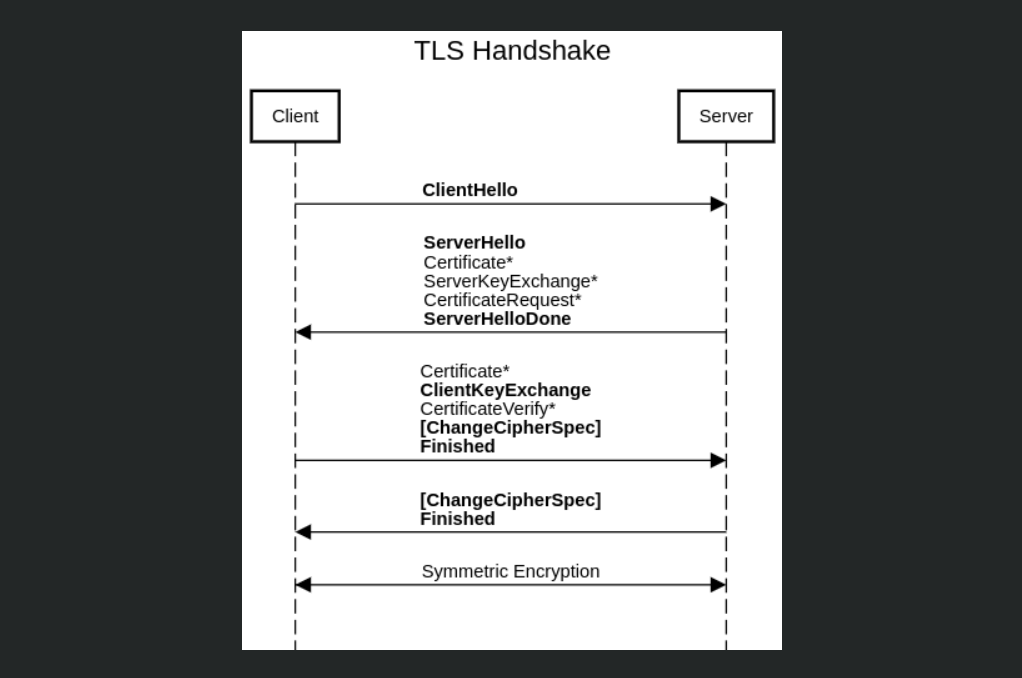 TLS Handshake
Client
Server
ClientHello
ServerHello
Certificate*
ServerKeyExchange*
CertificateRequest*
ServerHelloDone
Certificate*
ClientKeyExchange
CertificateVerify*
[ChangeCipherSpec]
Finished
[ChangeCipherSpec]
Finished
Symmetric Encryption